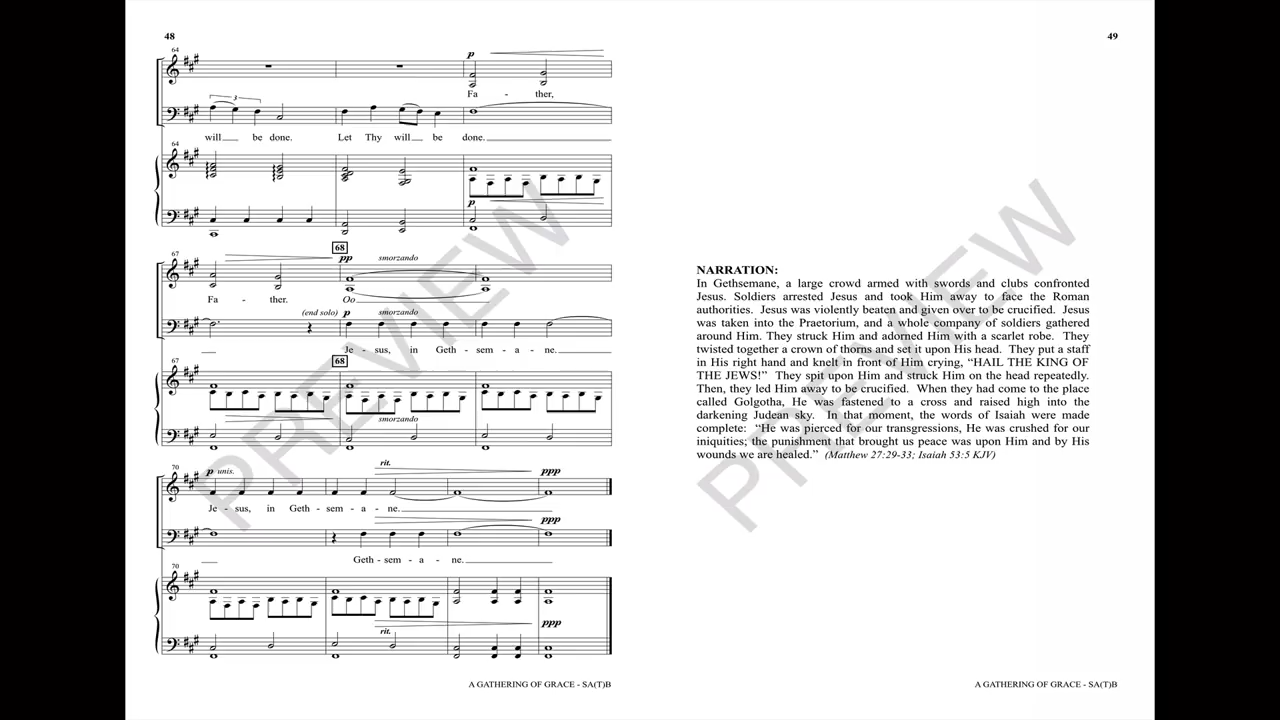 48
64
p
Fa - ther,
3
will be done. Let Thy will be done.
64
p
67
68
pp smorzando
Fa - ther. Oo
(end solo) p smorzando
Je - sus, in Geth - sem - a - ne.
67
68
smorzando
70
p unis. rit. ppp
Je - sus, in Geth - sem - a - ne.
ppp
Geth - sem - a - ne.
70
ppp
rit.
A GATHERING OF GRACE - SA(T)B
PREVIEW
49
NARRATION:
In Gethsemane, a large crowd armed with swords and clubs confronted
Jesus. Soldiers arrested Jesus and took Him away to face the Roman
authorities. Jesus was violently beaten and given over to be crucified. Jesus
was taken into the Praetorium, and a whole company of soldiers gathered
around Him. They struck Him and adorned Him with a scarlet robe. They
twisted together a crown of thorns and set it upon His head. They put a staff
in His right hand and knelt in front of Him crying, “HAIL THE KING OF
THE JEWS!” They spit upon Him and struck Him on the head repeatedly.
Then, they led Him away to be crucified. When they had come to the place
called Golgotha, He was fastened to a cross and raised high into the
darkening Judean sky. In that moment, the words of Isaiah were made
complete: “He was pierced for our transgressions, He was crushed for our
iniquities; the punishment that brought us peace was upon Him and by His
wounds we are healed.” (Matthew 27:29-33; Isaiah 53:5 KJV)
A GATHERING OF GRACE - SA(T)B
PREVIEW